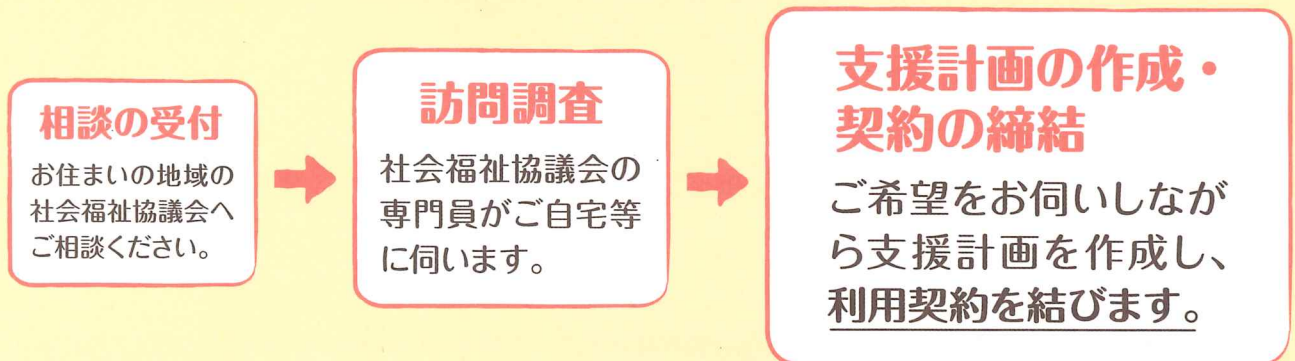 相談の受付
お住まいの地域の
社会福祉協議会へ
ご相談ください。
訪問調査
社会福祉協議会の
専門員がご自宅等
に伺います。
支援計画の作成・
契約の締結
ご希望をお伺いしなが
ら支援計画を作成し、
利用契約を結びます。